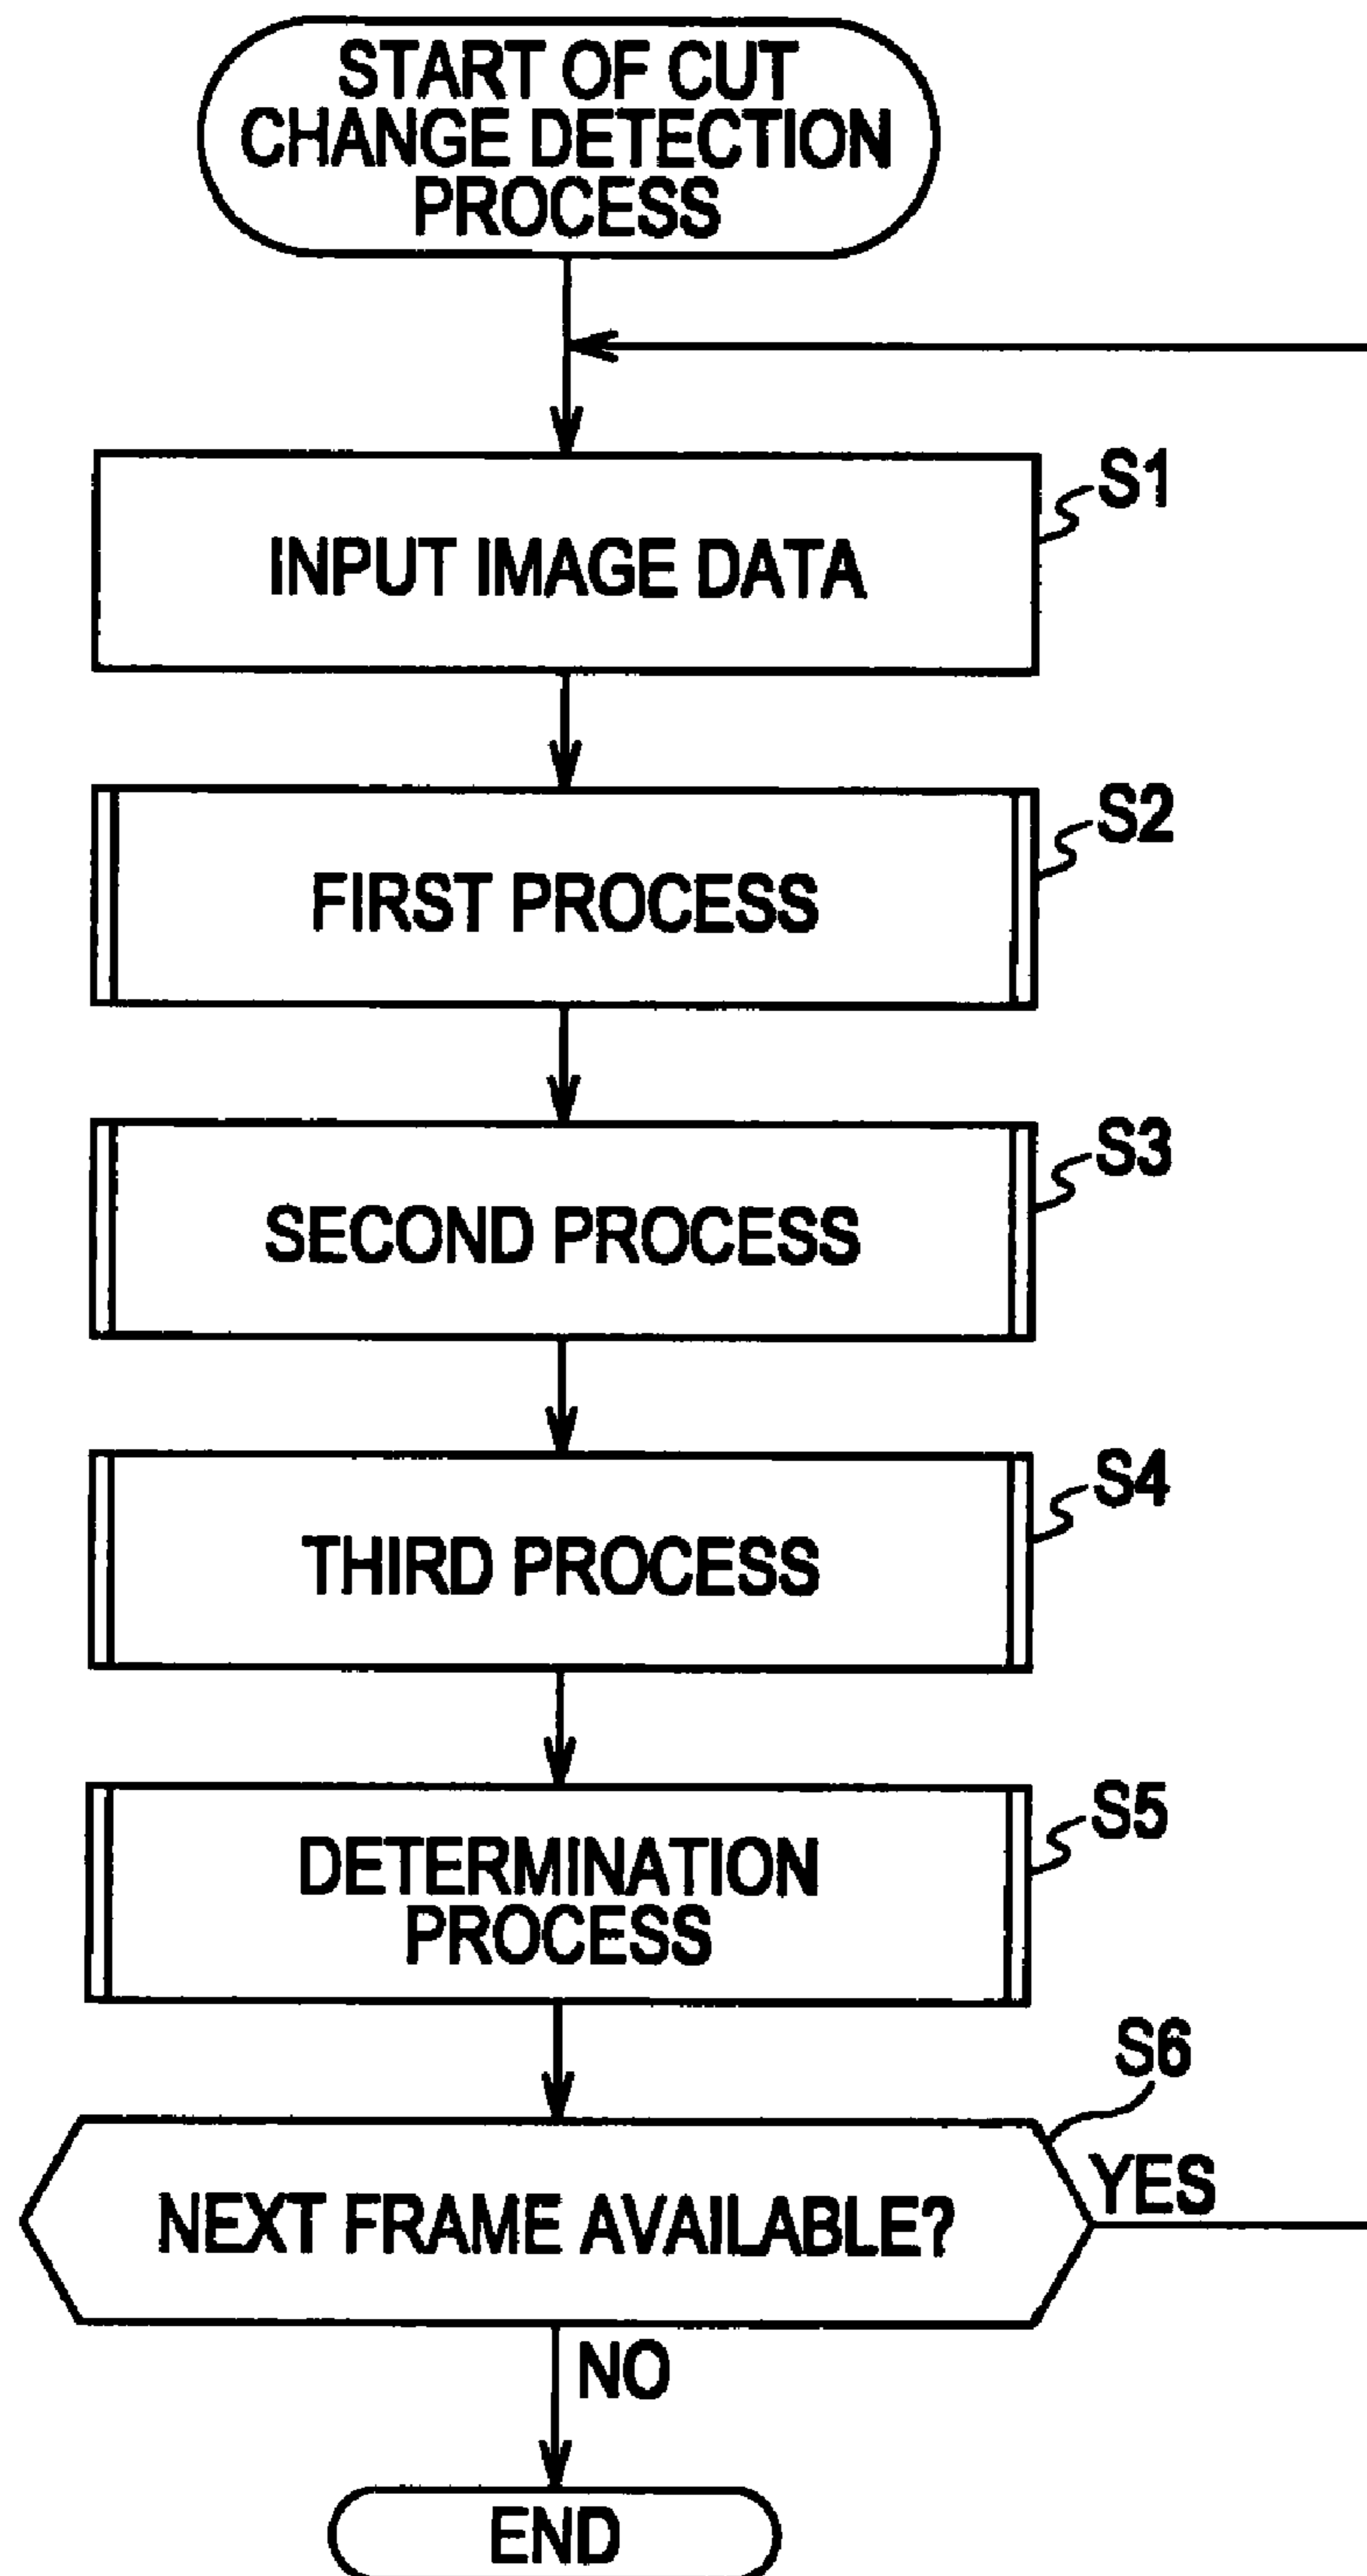 START OF CUT
CHANGE DETECTION
PROCESS
S1
INPUT IMAGE DATA
S2
FIRST PROCESS
S3
SECOND PROCESS
S4
THIRD PROCESS
S5
DETERMINATION
PROCESS
S6
YES
NEXT FRAME AVAILABLE?
NO
END